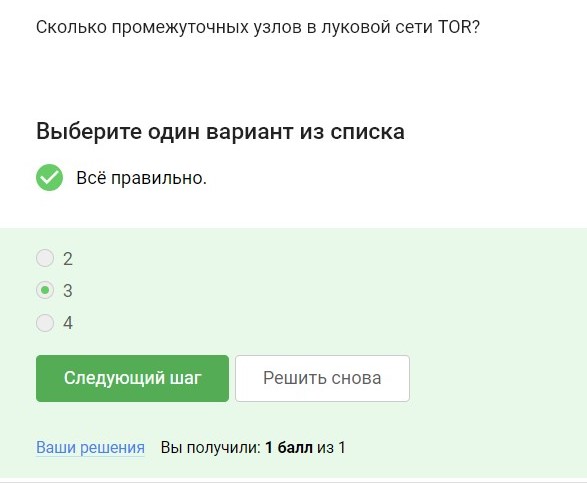 Сколько промежуточных узлов в луковой сети TOR?
Выберите один вариант из списка
Всё правильно.
2
3
4
Следующий шаг
Решить снова
Ваши решения Вы получили: 1 балл из 1